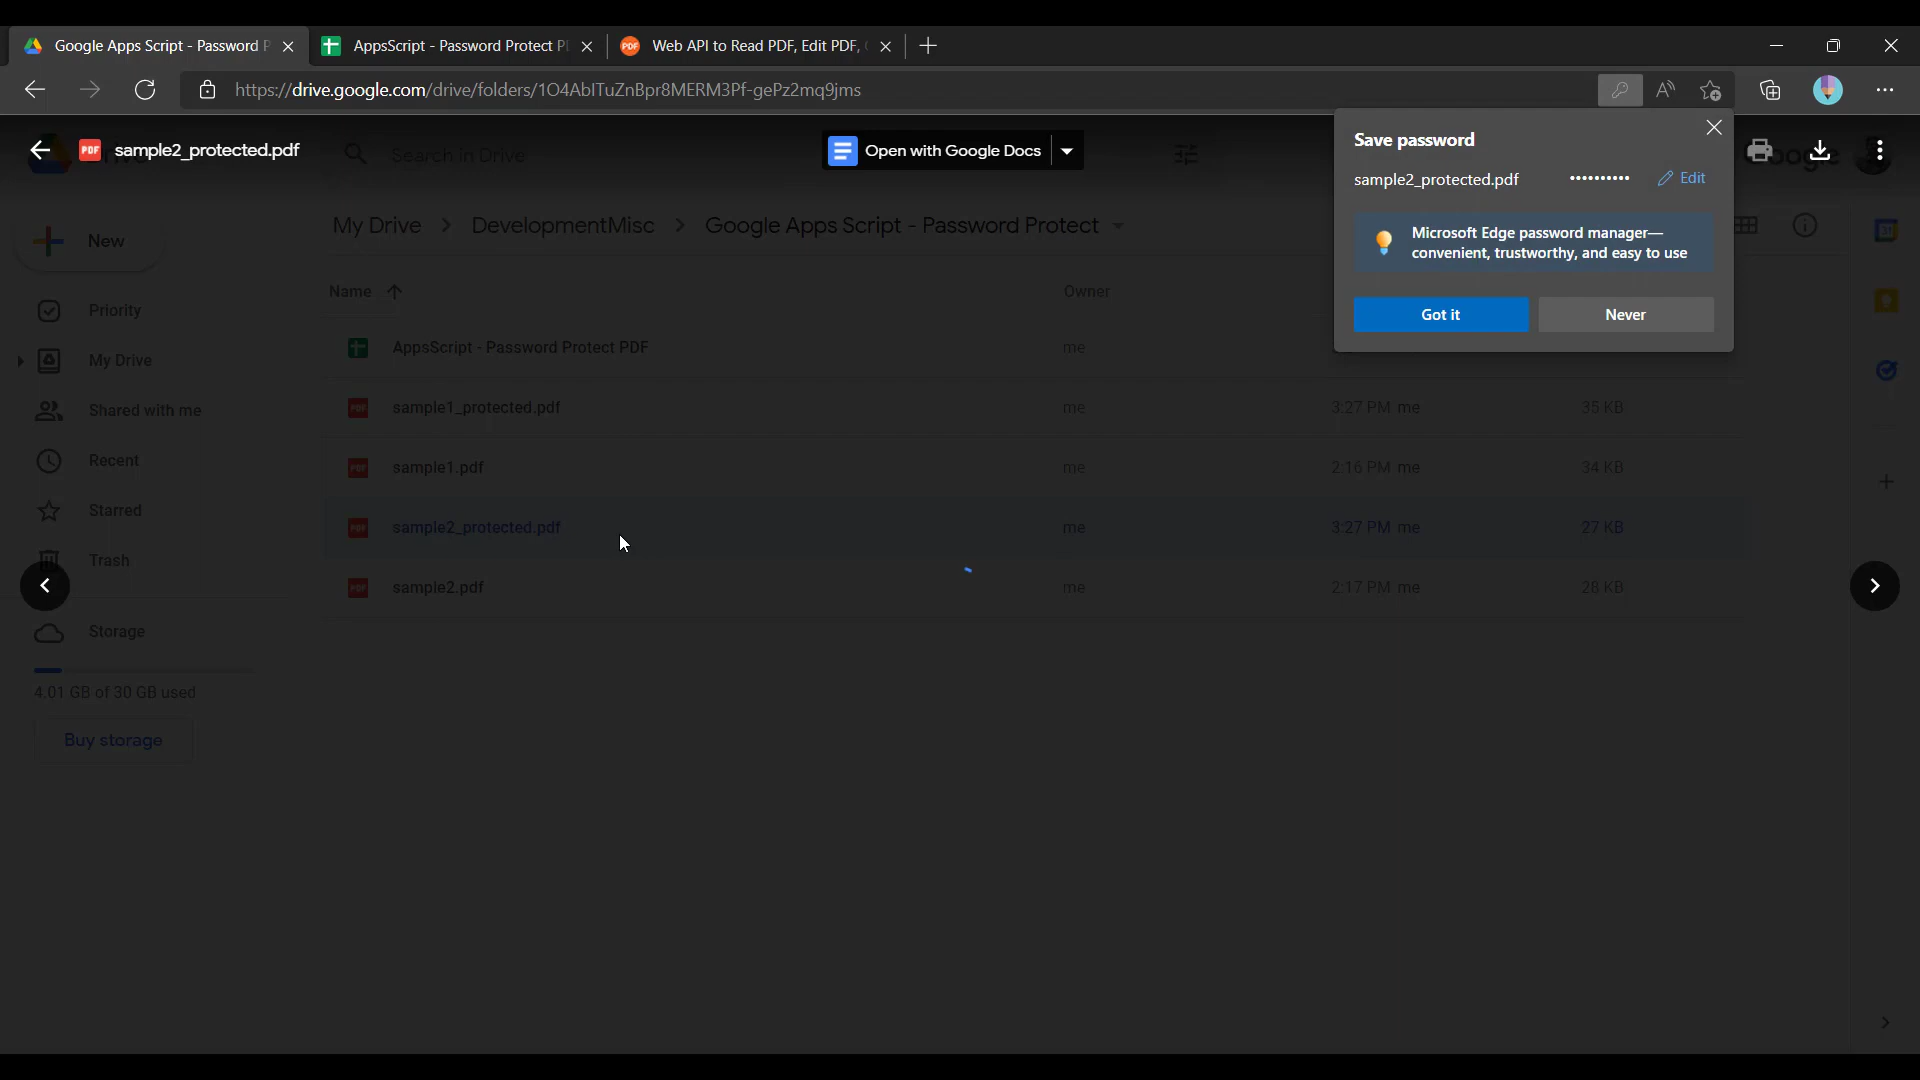 Google Apps Script - Password P
AppsScript - Password Protect P
Web API to Read PDF, Edit PDF,
https://drive.google.com/drive/folders/1O4AbITuZnBpr8MERM3Pf-gePz2mq9jms
PDF sample2_protected.pdf
Search in Drive
Open with Google Docs
Save password
sample2_protected.pdf •••••••••• Edit
Microsoft Edge password manager—
convenient, trustworthy, and easy to use
Got it Never
New
My Drive > DevelopmentMisc > Google Apps Script - Password Protect
Name Owner
Priority
My Drive
Shared with me
Recent
Starred
Trash
Storage
4.01 GB of 30 GB used
Buy storage
AppsScript - Password Protect PDF me
sample1_protected.pdf me 3:27 PM me 35 KB
sample1.pdf me 2:16 PM me 34 KB
sample2_protected.pdf me 3:27 PM me 27 KB
sample2.pdf me 2:17 PM me 28 KB